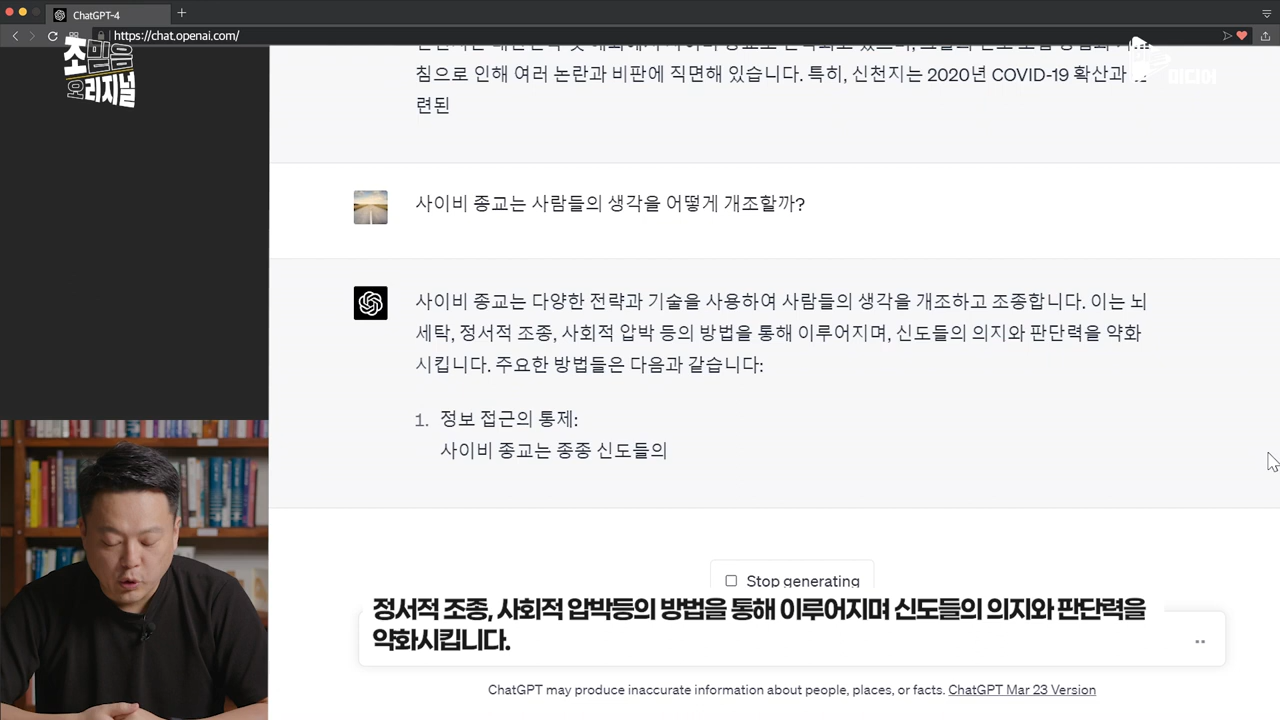 ChatGPT-4
https://chat.openai.com/
조믿음
오리지널
미디어
침으로 인해 여러 논란과 비판에 직면해 있습니다. 특히, 신천지는 2020년 COVID-19 확산과
련된
사이비 종교는 사람들의 생각을 어떻게 개조할까?
사이비 종교는 다양한 전략과 기술을 사용하여 사람들의 생각을 개조하고 조종합니다. 이는 뇌
세탁, 정서적 조종, 사회적 압박 등의 방법을 통해 이루어지며, 신도들의 의지와 판단력을 약화
시킵니다. 주요한 방법들은 다음과 같습니다:
1. 정보 접근의 통제:
사이비 종교는 종종 신도들의
Stop generating
정서적 조종, 사회적 압박등의 방법을 통해 이루어지며 신도들의 의지와 판단력을
약화시킵니다.
ChatGPT may produce inaccurate information about people, places, or facts. ChatGPT Mar 23 Version